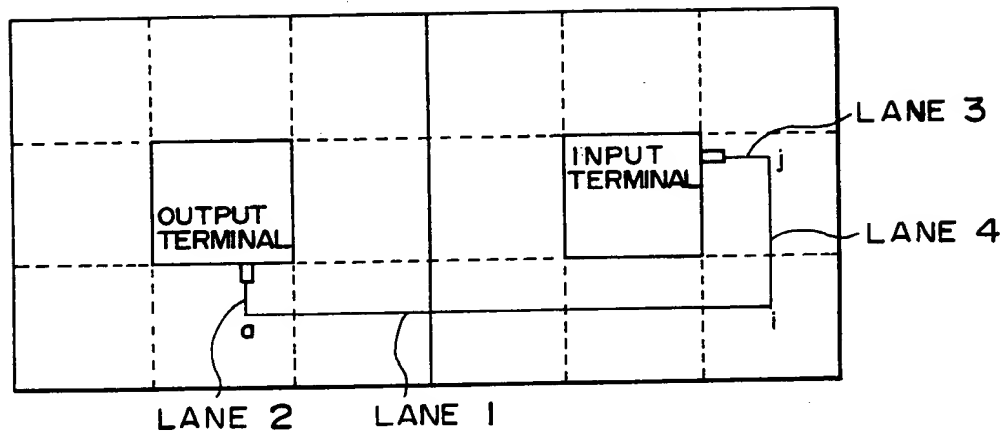 LANE 3
INPUT
TERMINAL
j
OUTPUT
TERMINAL
LANE 4
a
i
LANE 2
LANE 1